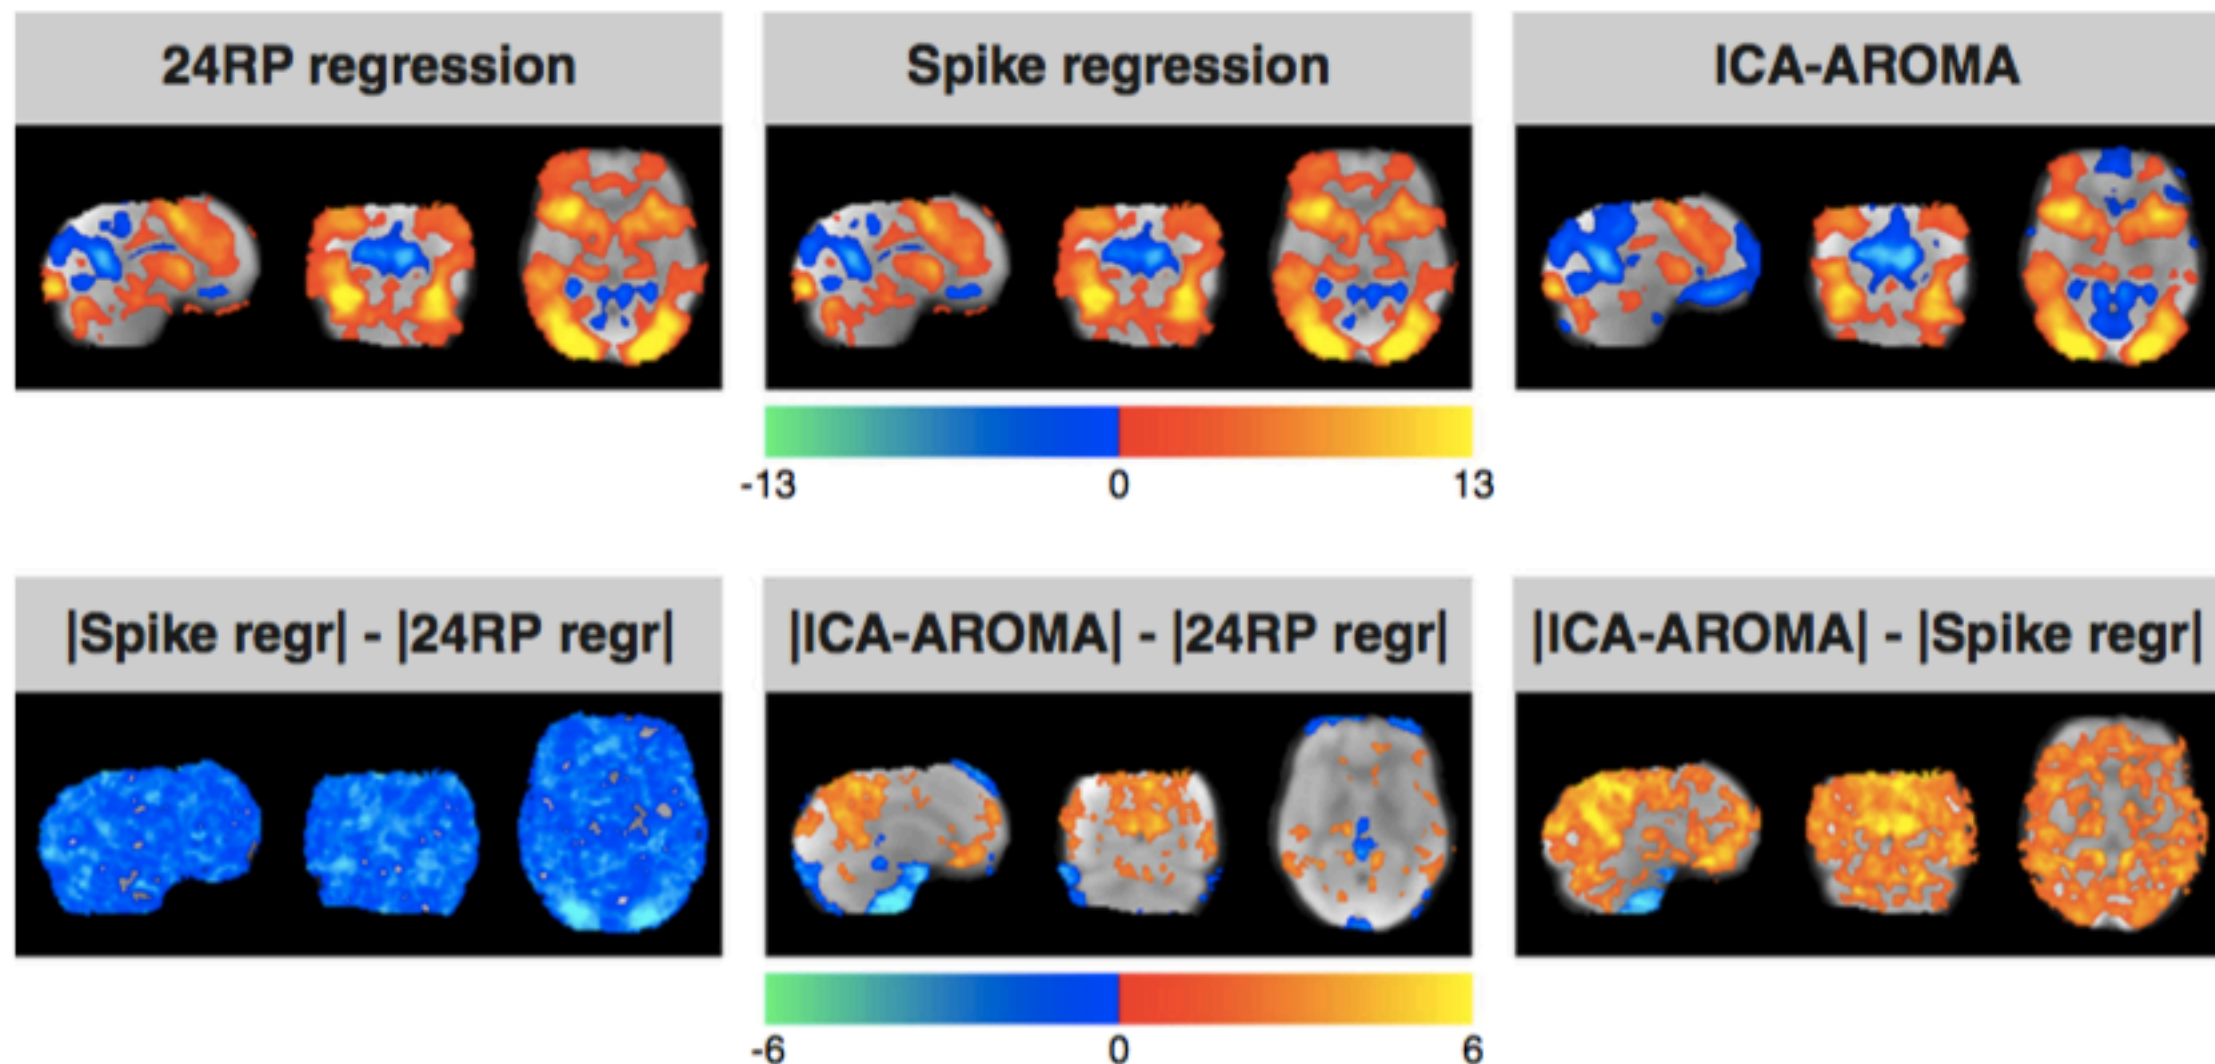 24RP regression
Spike regression
ICA-AROMA
-13 0 13
|Spike regr| - |24RP regr|
|ICA-AROMA| - |24RP regr|
|ICA-AROMA| - |Spike regr|
-6 0 6